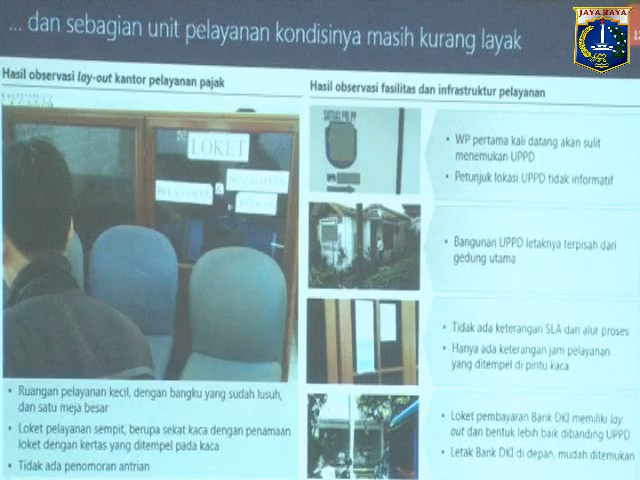 ... dan sebagian unit pelayanan kondisinya masih kurang layak
JAYA RAYA
Hasil observasi lay-out kantor pelayanan pajak
LOKET
PELAYANAN
Ruangan pelayanan kecil, dengan bangku yang sudah lusuh,
dan satu meja besar
Loket pelayanan sempit, berupa sekat kaca dengan penamaan
loket dengan kertas yang ditempel pada kaca
Tidak ada penomoran antrian
Hasil observasi fasilitas dan infrastruktur pelayanan
SATUAN POL PP
WP pertama kali datang akan sulit
menemukan UPPD
Petunjuk lokasi UPPD tidak informatif
Bangunan UPPD letaknya terpisah dari
gedung utama
Tidak ada keterangan SLA dan alur proses
Hanya ada keterangan jam pelayanan
yang ditempel di pintu kaca
Loket pembayaran Bank DKI memiliki lay
out dan bentuk lebih baik dibanding UPPD
Letak Bank DKI di depan, mudah ditemukan